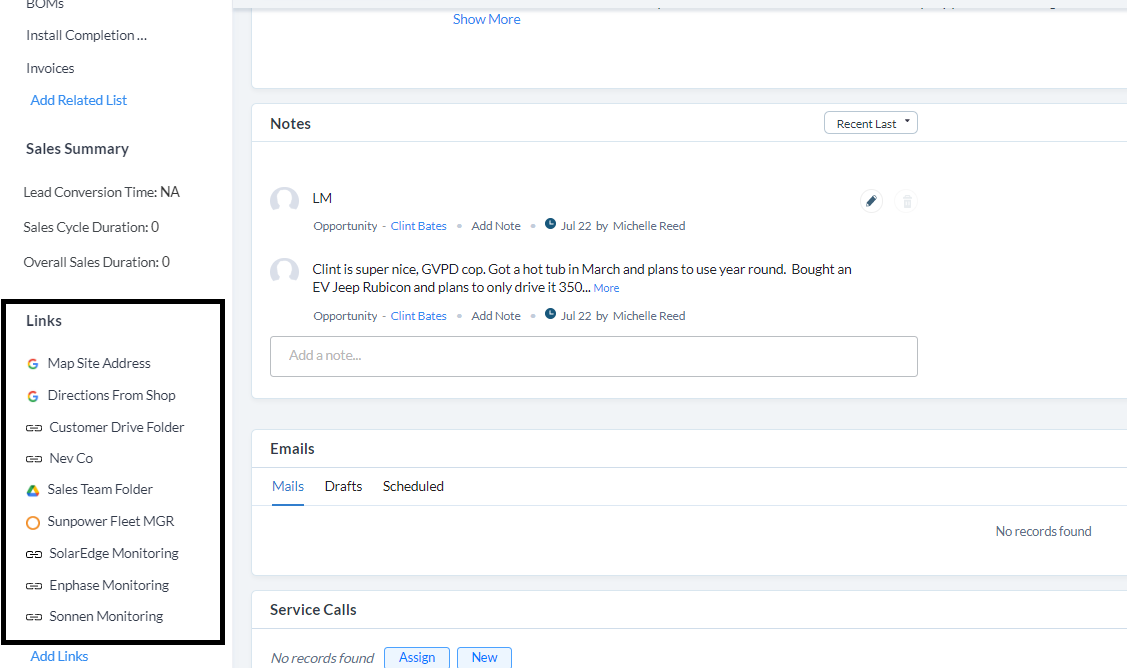 BOMs
Install Completion ...
Invoices
Add Related List
Sales Summary
Lead Conversion Time: NA
Sales Cycle Duration: 0
Overall Sales Duration: 0
Links
Map Site Address
Directions From Shop
Customer Drive Folder
Nev Co
Sales Team Folder
Sunpower Fleet MGR
SolarEdge Monitoring
Enphase Monitoring
Sonnen Monitoring
Add Links
Show More
Notes
Recent Last
LM
Opportunity - Clint Bates • Add Note • Jul 22 by Michelle Reed
Clint is super nice, GVPD cop. Got a hot tub in March and plans to use year round. Bought an
EV Jeep Rubicon and plans to only drive it 350... More
Opportunity - Clint Bates • Add Note • Jul 22 by Michelle Reed
Add a note...
Emails
Mails Drafts Scheduled
No records found
Service Calls
No records found Assign New